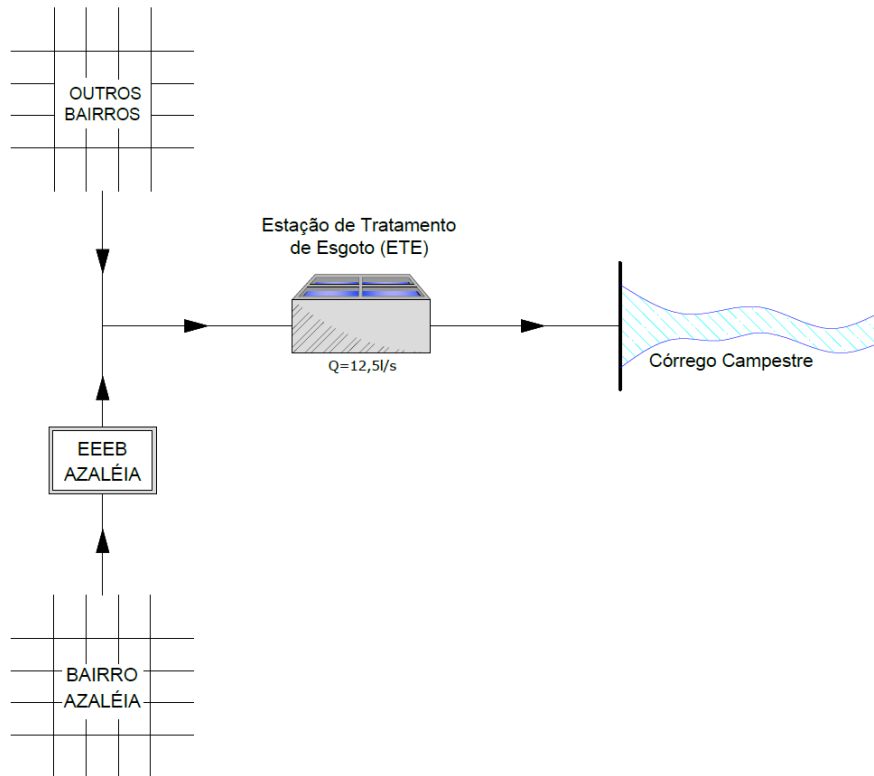 OUTROS
BAIRROS
Estação de Tratamento
de Esgoto (ETE)
Q=12,5l/s
Córrego Campestre
EEEB
AZALÉIA
BAIRRO
AZALÉIA